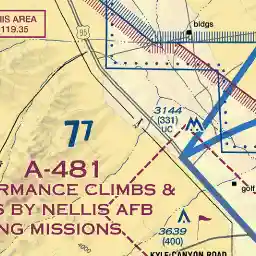 IS AREA
119.35
bldgs
95
3144
(331)
UC
77
A-481
RMANCE CLIMBS &
S BY NELLIS AFB
NG MISSIONS
golf
3639
(400)
KYLE CANYON ROAD